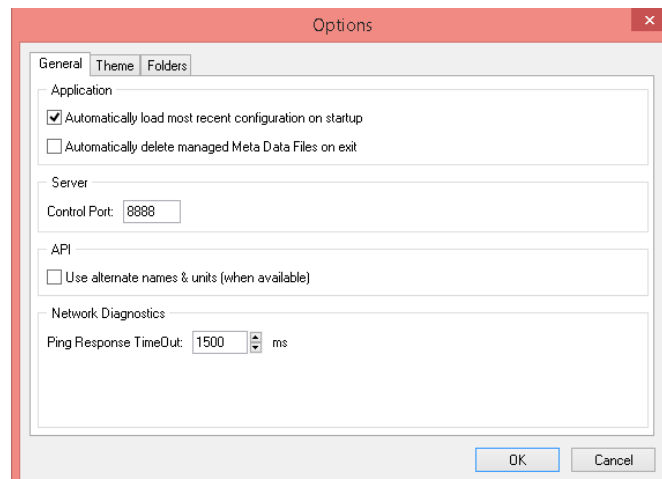 Options
General Theme Folders
Application
Automatically load most recent configuration on startup
Automatically delete managed Meta Data Files on exit
Server
Control Port: 8888
API
Use alternate names & units (when available)
Network Diagnostics
Ping Response TimeOut: 1500 ms
OK Cancel